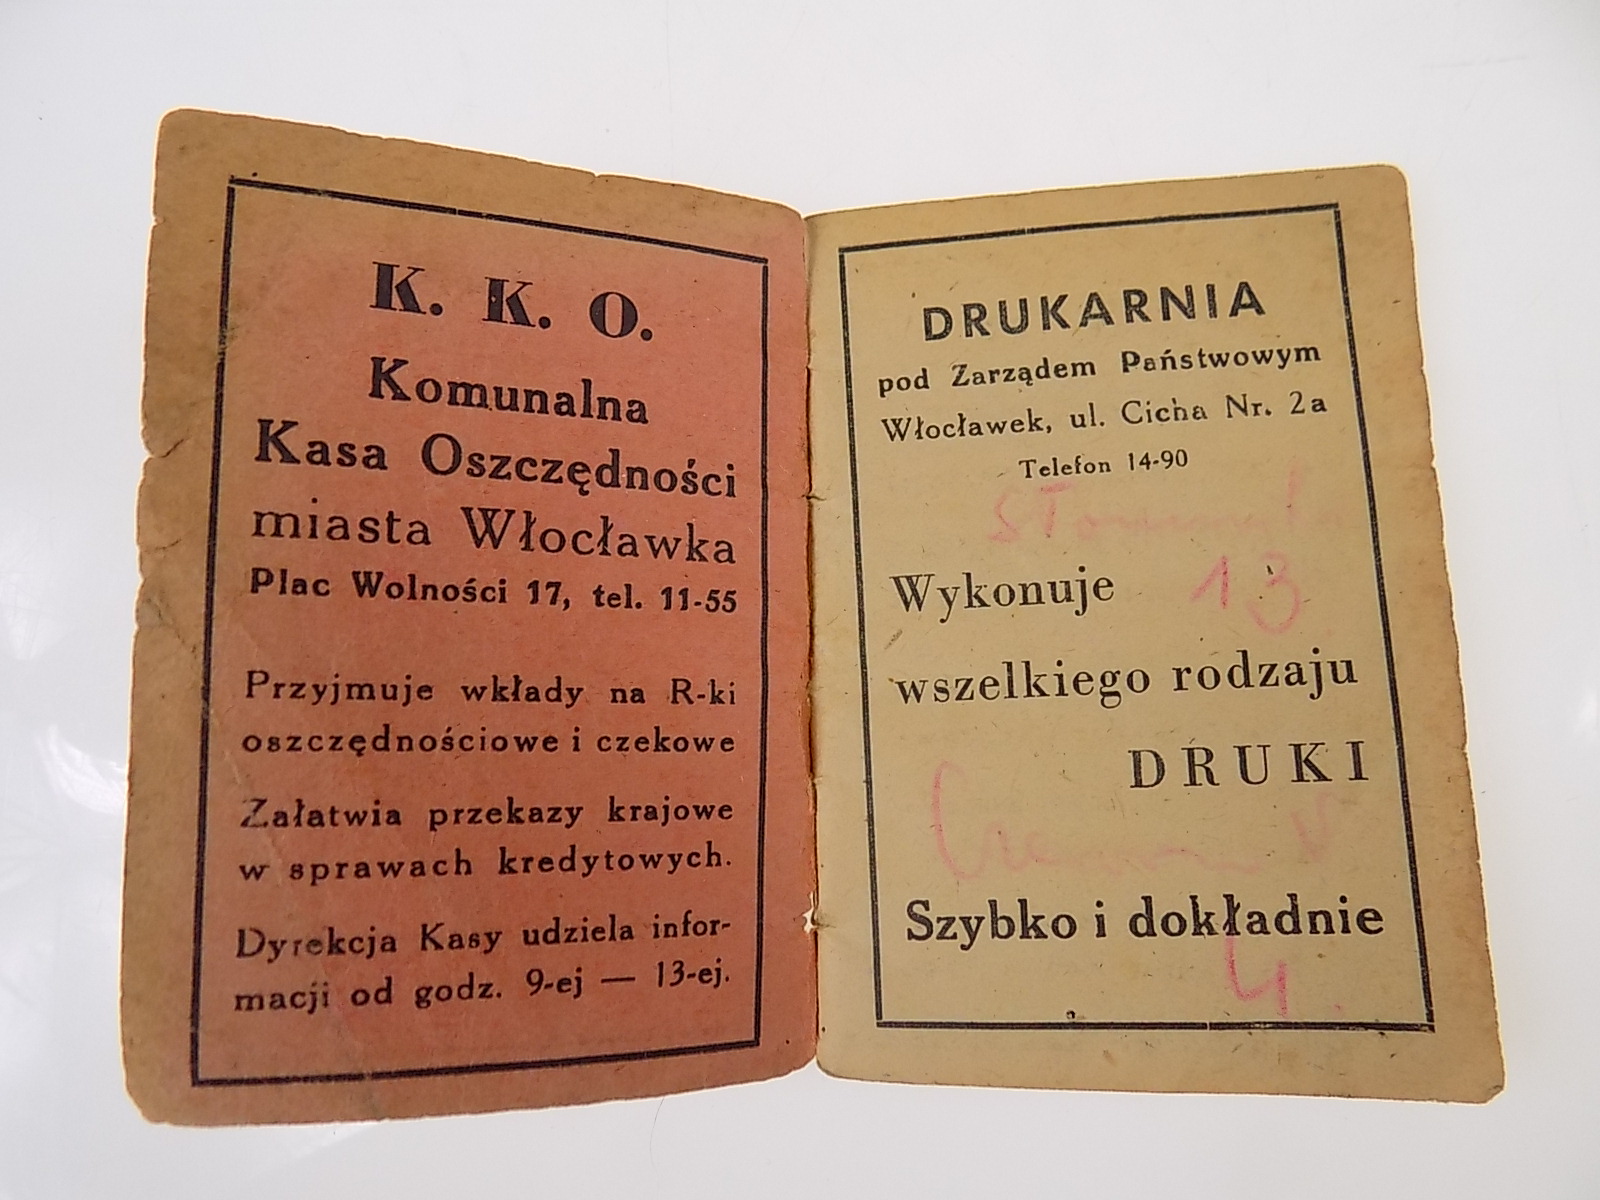 K. K. O.
Komunalna
Kasa Oszczędności
miasta Włocławka
Plac Wolności 17, tel. 11-55
Przyjmuje wkłady na R-ki
oszczędnościowe i czekowe
Załatwia przekazy krajowe
w sprawach kredytowych.
Dyrekcja Kasy udziela infor-
macji od godz. 9-ej — 13-ej.
DRUKARNIA
pod Zarządem Państwowym
Włocławek, ul. Cicha Nr. 2a
Telefon 14-90
Wykonuje
13
wszelkiego rodzaju
DRUKI
Szybko i dokładnie
4